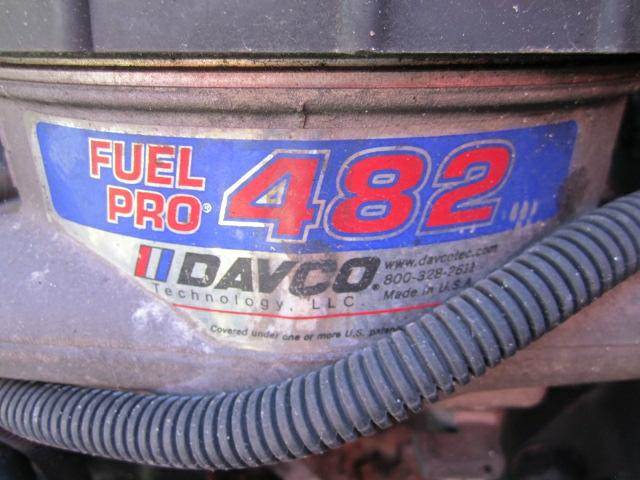 FUEL
PRO® 482
DAVCO®
Technology, LLC
www.davcotec.com
800-328-2611
Made in U.S.A.
Covered under one or more U.S.